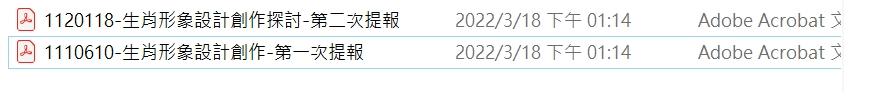 1120118-生肖形象設計創作探討-第二次提報 2022/3/18 下午 01:14 Adobe Acrobat 文
1110610-生肖形象設計創作-第一次提報 2022/3/18 下午 01:14 Adobe Acrobat 文